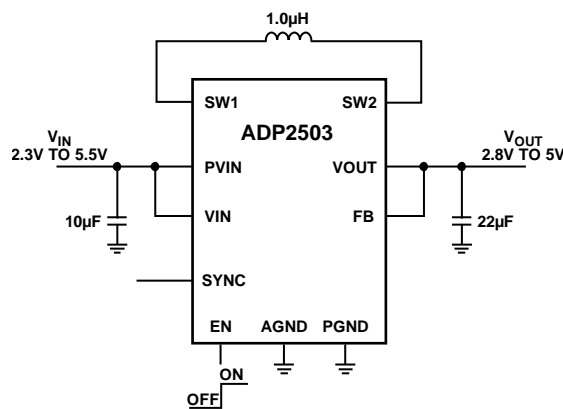 1.0µH
SW1
SW2
ADP2503
VIN
2.3V TO 5.5V
VOUT
2.8V TO 5V
PVIN
VOUT
10µF
VIN
FB
22µF
SYNC
EN
AGND
PGND
ON
OFF